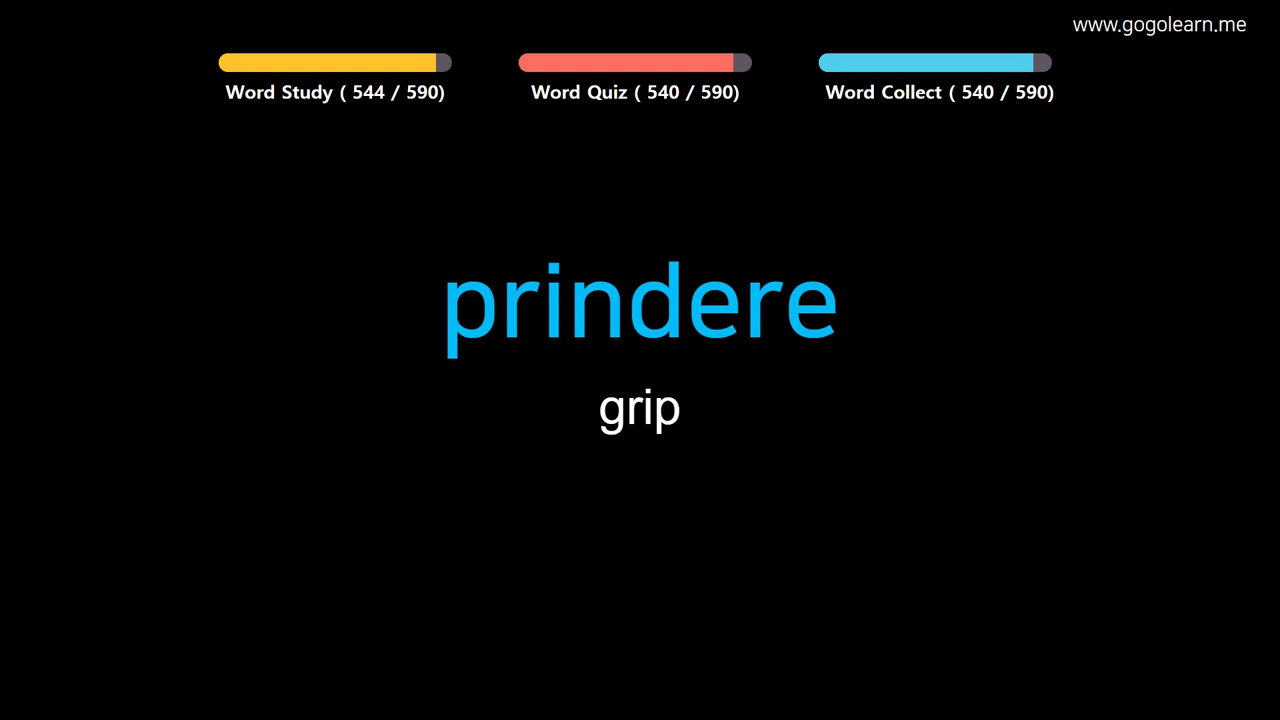 www.gogolearn.me
Word Study ( 544 / 590)
Word Quiz ( 540 / 590)
Word Collect ( 540 / 590)
prindere
grip